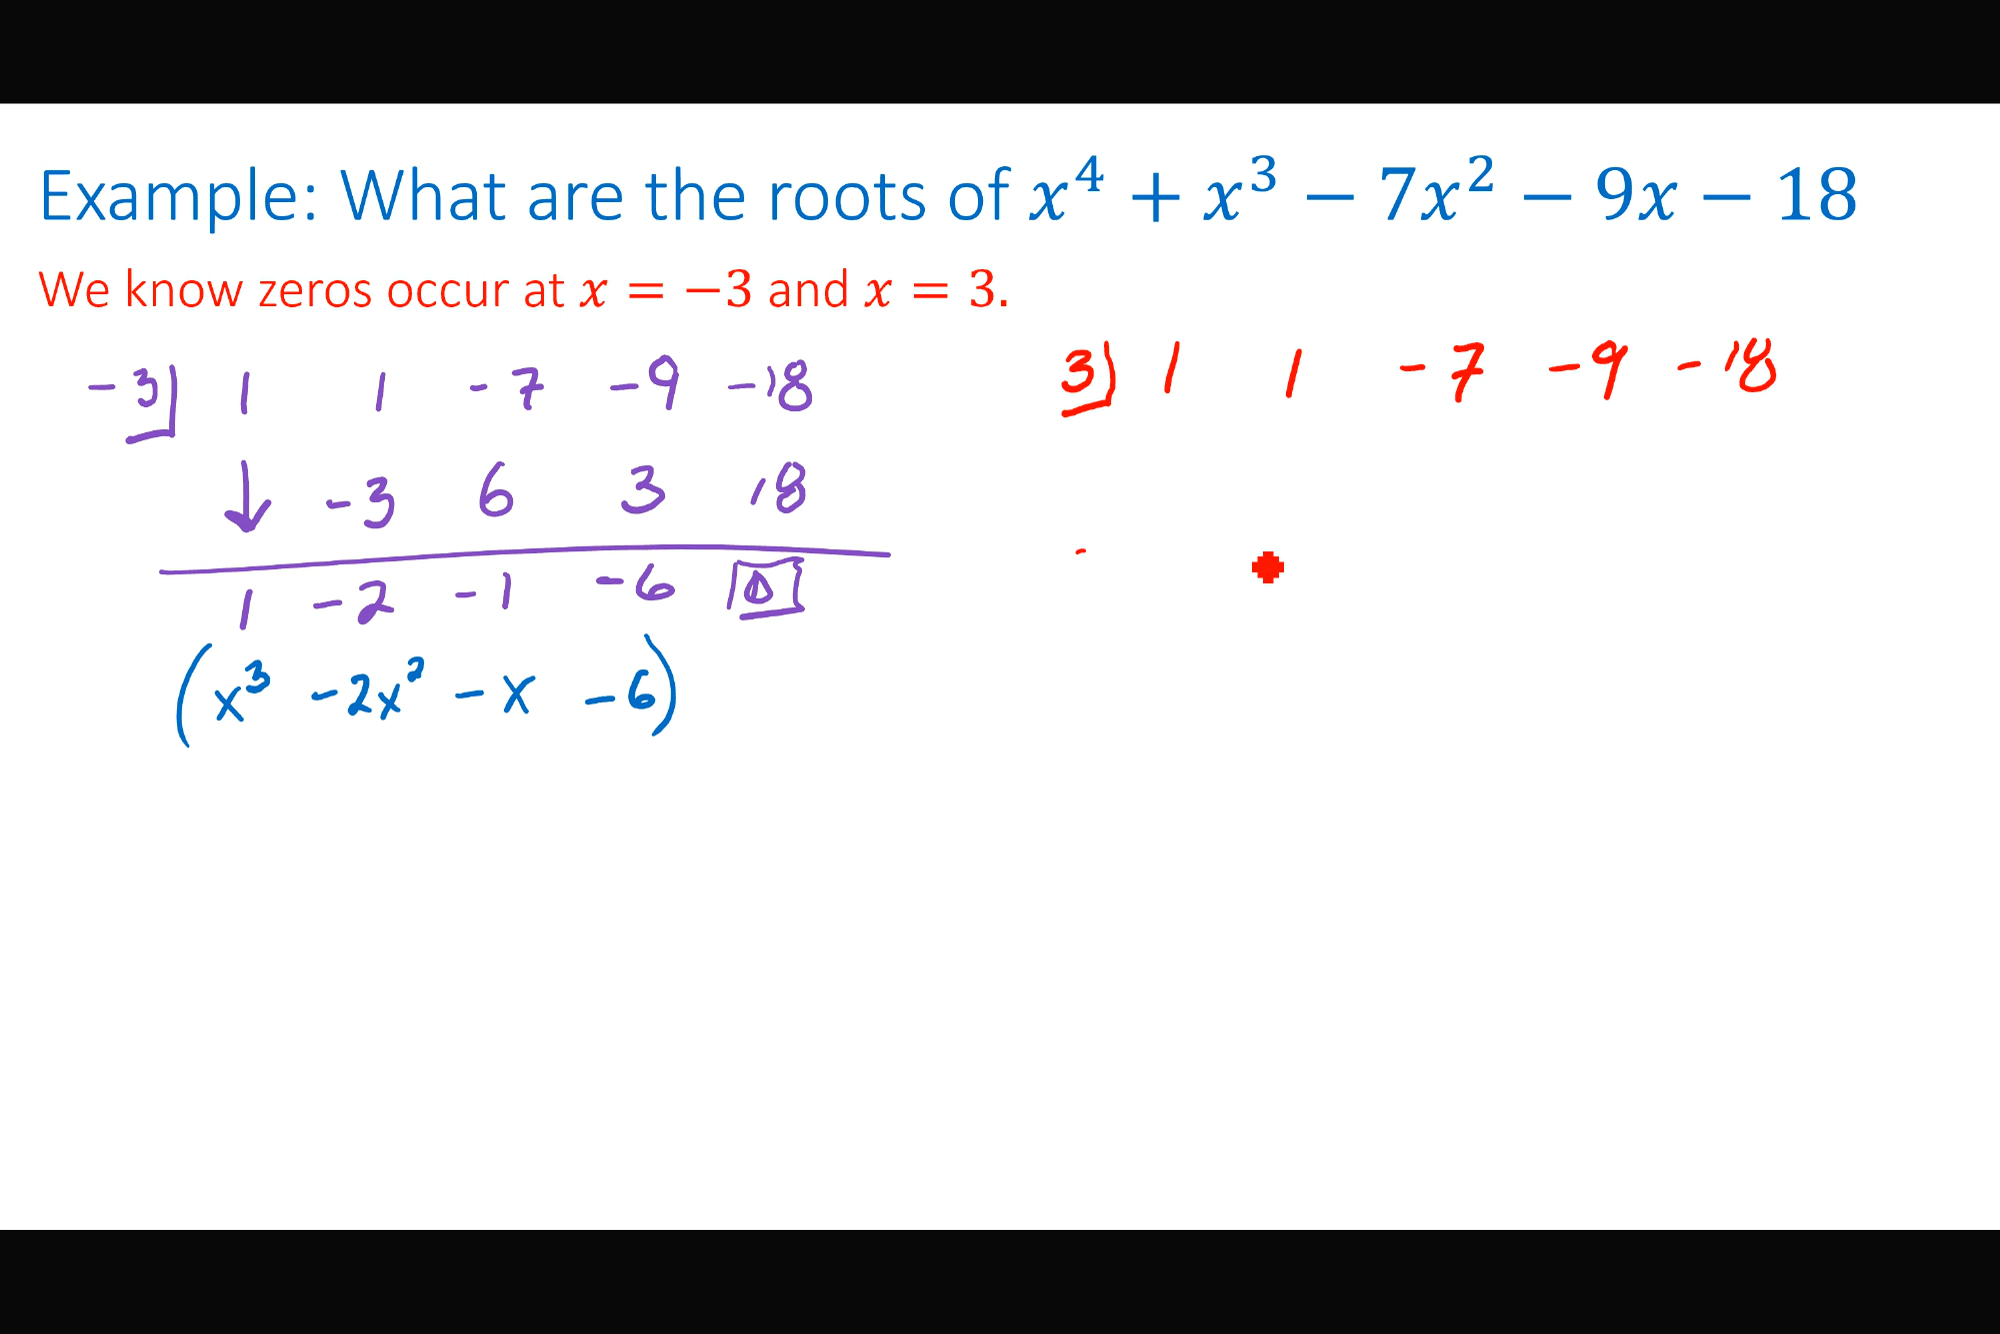 Example: What are the roots of x⁴ + x³ − 7x² − 9x − 18
We know zeros occur at x = −3 and x = 3.
-3 1 1 -7 -9 -18
↓ -3 6 3 18
1 -2 -1 -6 0
(x³ -2x² -x -6)
3 1 1 -7 -9 -18